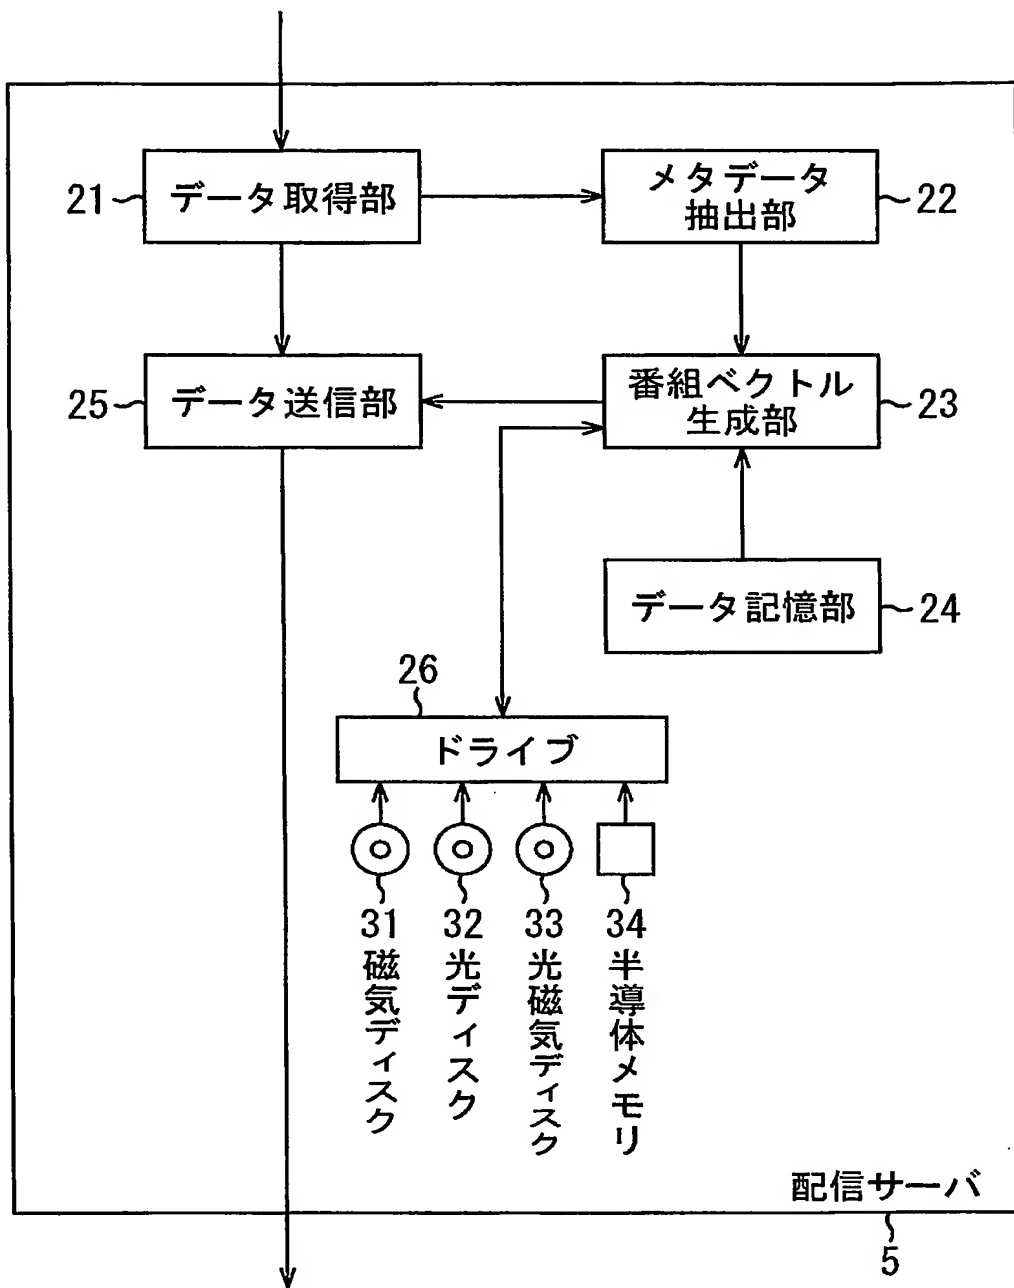 21
データ取得部
メタデータ
抽出部
22
25
データ送信部
番組ベクトル
生成部
23
データ記憶部
24
26
ドライブ
31
磁気ディスク
32
光ディスク
33
光磁気ディスク
34
半導体メモリ
配信サーバ
5